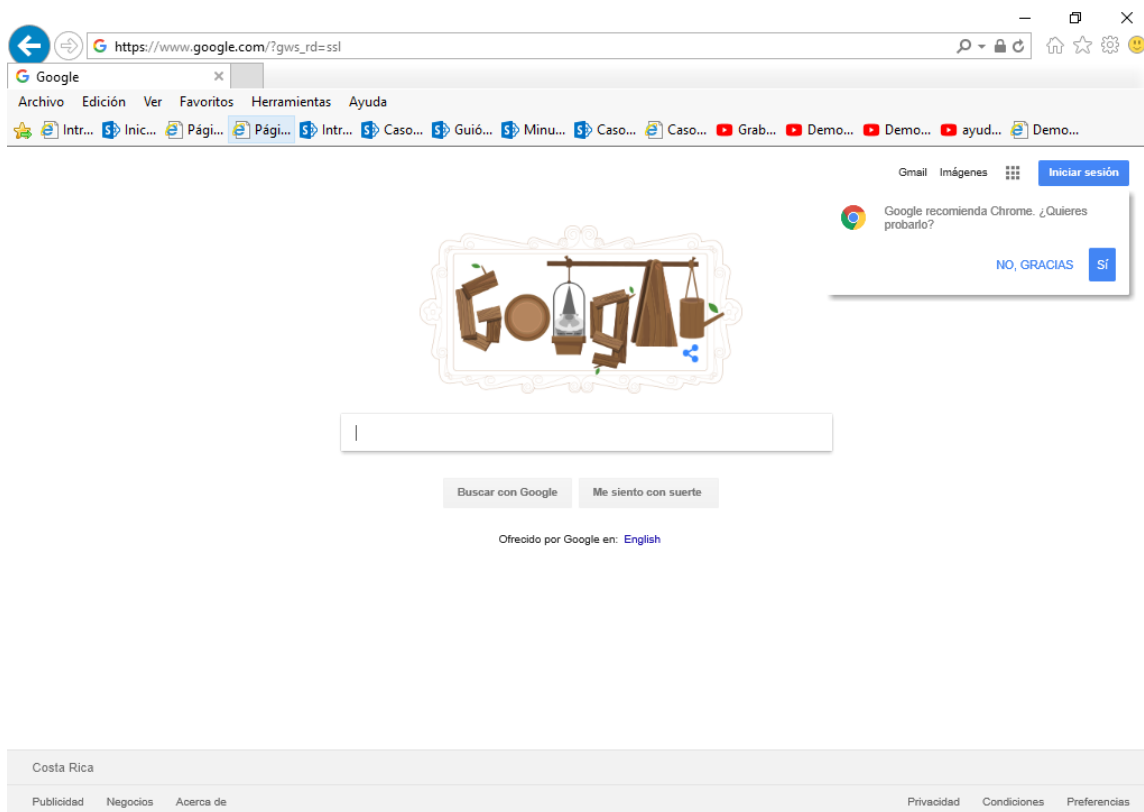 https://www.google.com/?gws_rd=ssl
Google
Archivo Edición Ver Favoritos Herramientas Ayuda
Intr... Inic... Pági... Pági... Intr... Caso... Guió... Minu... Caso... Caso... Grab... Demo... Demo... ayud... Demo...
Gmail Imágenes Iniciar sesión
Google recomienda Chrome. ¿Quieres
probarlo?
NO, GRACIAS SÍ
Buscar con Google Me siento con suerte
Ofrecido por Google en: English
Costa Rica
Publicidad Negocios Acerca de Privacidad Condiciones Preferencias